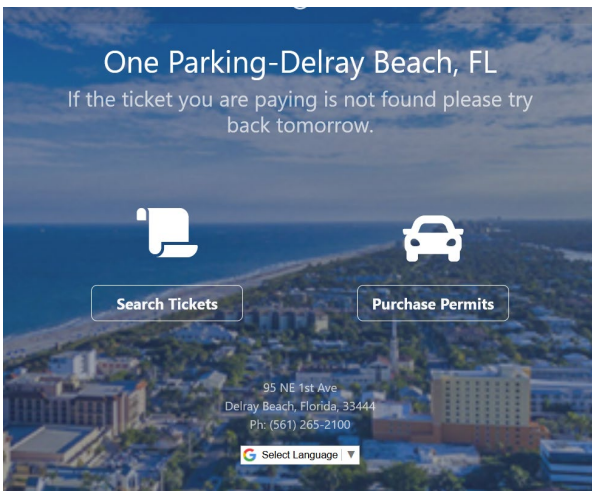 One Parking-Delray Beach, FL
If the ticket you are paying is not found please try
back tomorrow.
Search Tickets
Purchase Permits
95 NE 1st Ave
Delray Beach, Florida, 33444
Ph: (561) 265-2100
Select Language ▼